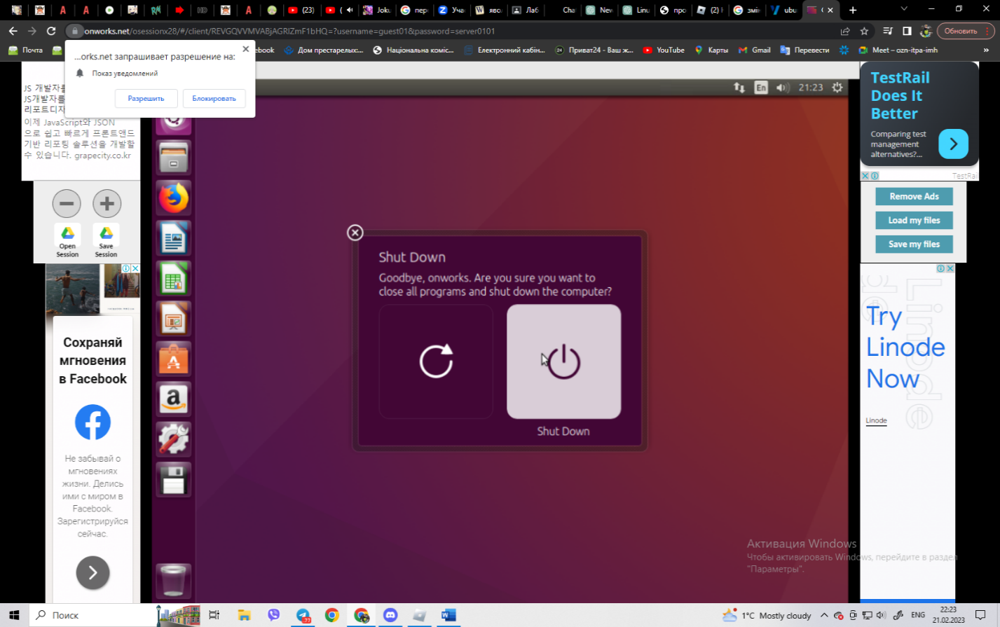 (23)
(
Joku
пер
Уча
яво.
Лаб
Cha
New
Linu
про
(2) I
змін
ubu
onworks.net/osessionx28/#/client/REVGQVVMVABjAGRlZmF1bHQ=?username=guest01&password=server0101
Обновить
Почта
ebook
Дом престарелых:...
Національна коміс...
Електронний кабін...
Приват24 - Ваш ж...
YouTube
Карты
Gmail
Перевести
Meet – ozn-itpa-imh
»
...orks.net запрашивает разрешение на:
Показ уведомлений
Разрешить
Блокировать
JS 개발자를
JS개발자를
리포트디자
이제 JavaScript와 JSON
으로 쉽고 빠르게 프론트앤드
기반 리포팅 솔루션을 개발할
수 있습니다. grapecity.co.kr
Open
Session
Save
Session
Сохраняй
мгновения
в Facebook
Не забывай о
мгновениях
жизни. Делись
ими с миром в
Facebook.
Зарегистрируйся
сейчас.
En
21:23
Shut Down
Goodbye, onworks. Are you sure you want to
close all programs and shut down the computer?
Shut Down
TestRail
Does It
Better
Comparing test
management
alternatives?...
TestRail
Remove Ads
Load my files
Save my files
Try
Linode
Now
Linode
Linode
Активация Windows
Чтобы активировать Windows, перейдите в раздел
"Параметры".
Поиск
77
1°C Mostly cloudy
ENG
22:23
21.02.2023